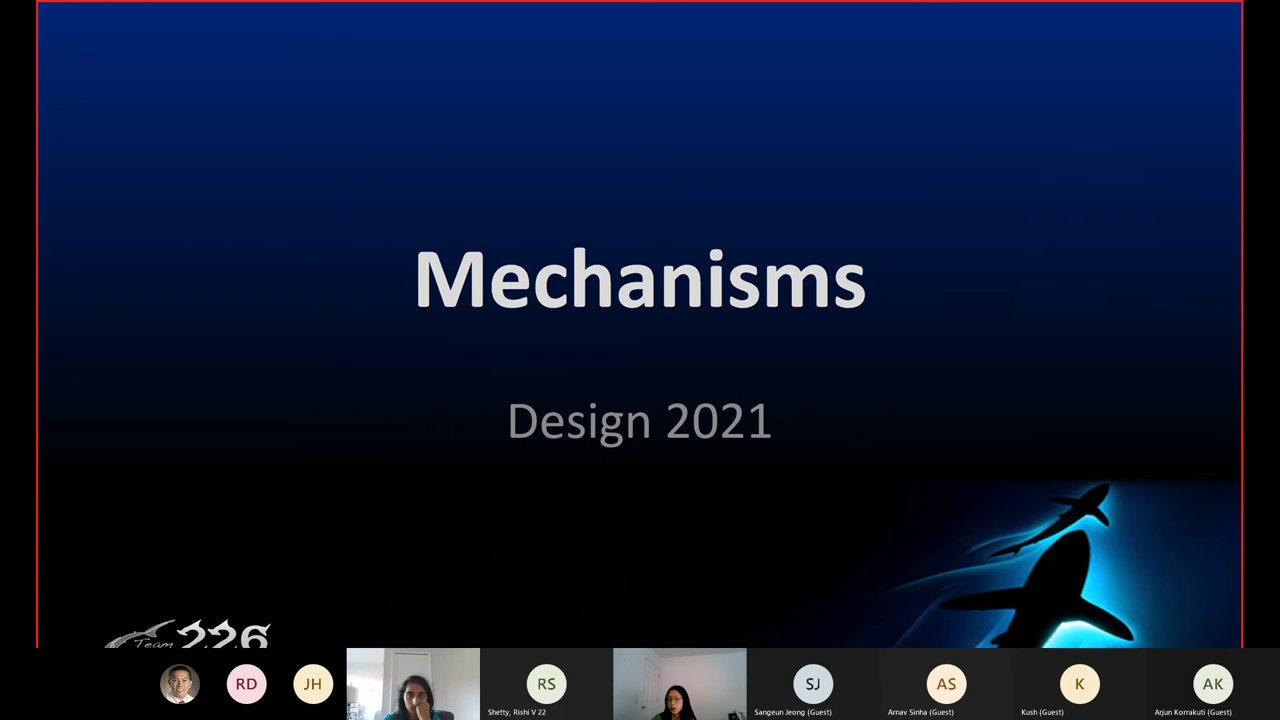 Mechanisms
Design 2021
Team 226
RD
JH
RS
SJ
AS
K
AK
Shetty, Rishi V 22
Sangeun Jeong (Guest)
Arnav Sinha (Guest)
Kush (Guest)
Arjun Korrakuti (Guest)